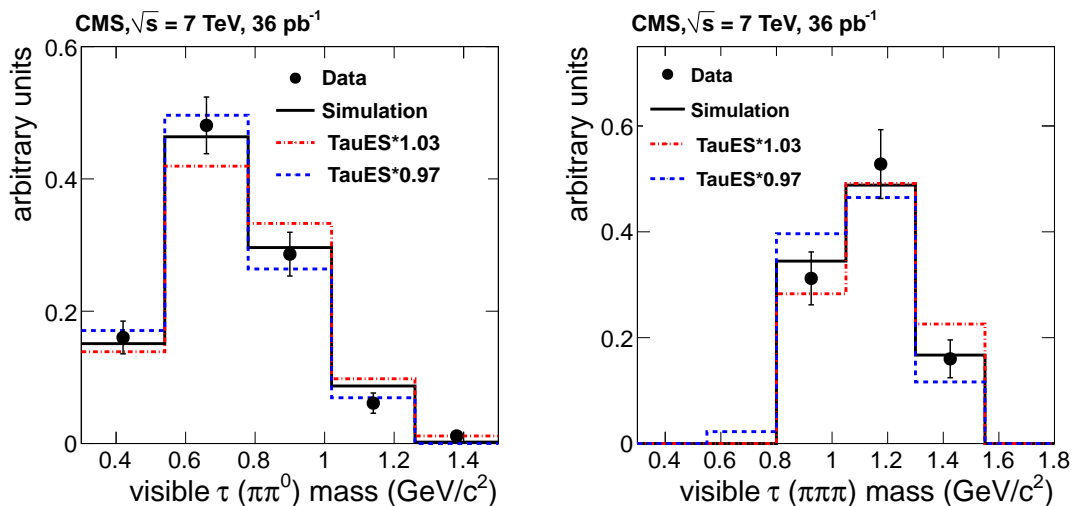 CMS, √s = 7 TeV, 36 pb⁻¹
arbitrary units
0.6
0.4
0.2
0
Data
Simulation
TauES*1.03
TauES*0.97
0.4 0.6 0.8 1 1.2 1.4
visible τ (ππ⁰) mass (GeV/c²)
CMS, √s = 7 TeV, 36 pb⁻¹
arbitrary units
0.6
0.4
0.2
0
Data
Simulation
TauES*1.03
TauES*0.97
0.4 0.6 0.8 1 1.2 1.4 1.6 1.8
visible τ (πππ) mass (GeV/c²)